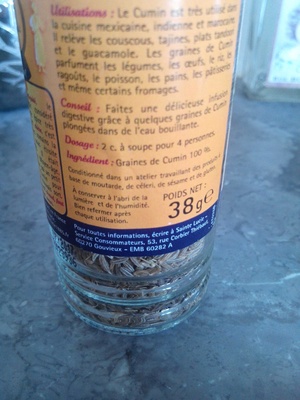 Utilisations : Le Cumin est très utilisé dans
la cuisine mexicaine, indienne et marocaine.
Il relève les couscous, tajines, plats tandoori
et le guacamole. Les graines de Cumin
parfument les légumes, les œufs, le riz, le
ragoûts, le poisson, les pains, les pâtisseries
et même certains fromages.
Conseil : Faites une délicieuse infusion
digestive grâce à quelques graines de Cumin
plongées dans de l'eau bouillante.
Dosage : 2 c. à soupe pour 4 personnes.
Ingrédient : Graines de Cumin 100 %.
Conditionné dans un atelier travaillant des produits à
base de moutarde, de céleri, de sésame et de gluten.
A conserver à l'abri de la
lumière et de l'humidité,
bien refermer après
chaque utilisation.
POIDS NET :
38g ℮
Pour toutes informations, écrire à Sainte Lucie -
Service Consommateurs, 53, rue Corbier Thiébaut
60270 Gouvieux - EMB 60282 A